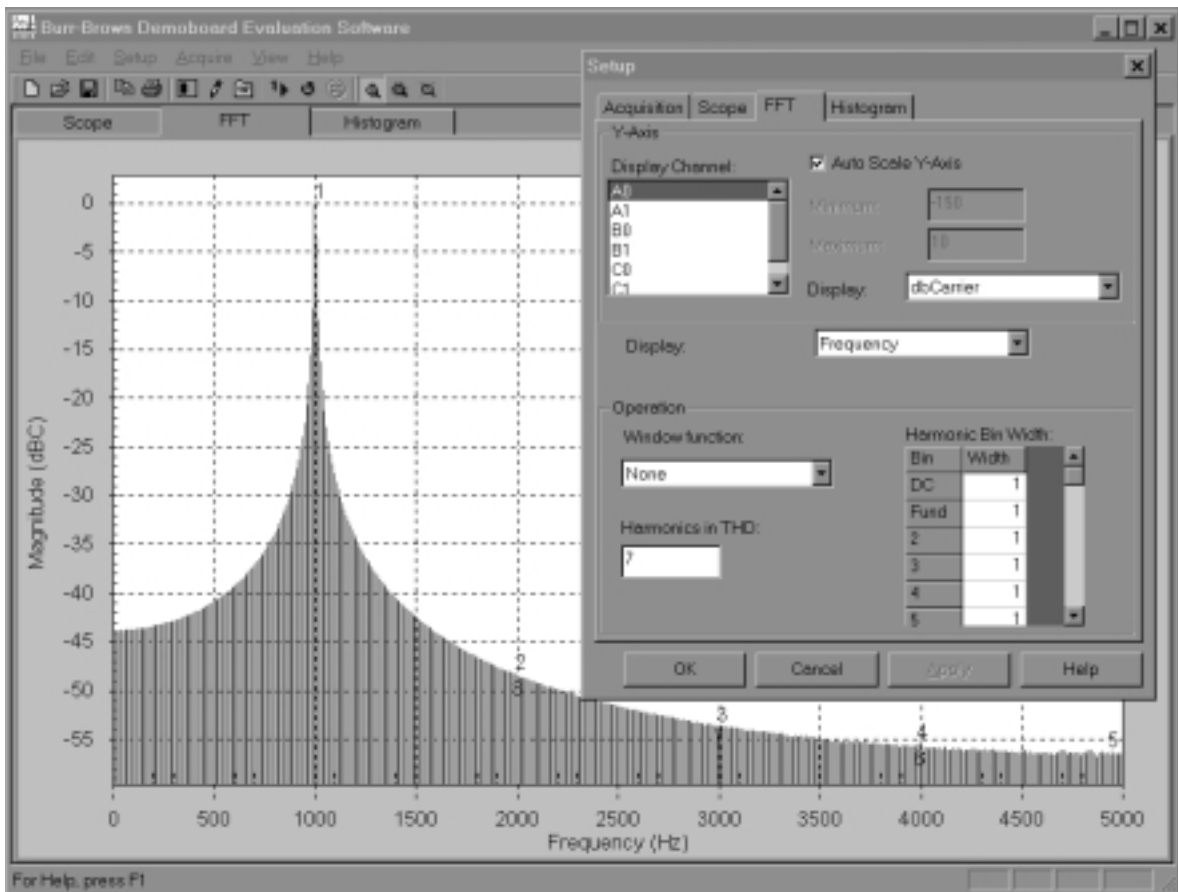 Burr-Brown Demoboard Evaluation Software
File Edit Setup Acquire View Help
Scope FFT Histogram
Setup
Acquisition Scope FFT Histogram
Y-Axis
Display Channel:
A0
A1
B0
B1
C0
C1
Auto Scale Y-Axis
Minimum: -150
Maximum: 10
Display: dbCarrier
Display: Frequency
Operation
Window function:
None
Harmonics in THD:
7
Harmonic Bin Width:
Bin Width
DC 1
Fund 1
2 1
3 1
4 1
5 1
OK Cancel Apply Help
Magnitude (dBC)
0
-5
-10
-15
-20
-25
-30
-35
-40
-45
-50
-55
1
2
3
4
5
0 500 1000 1500 2000 2500 3000 3500 4000 4500 5000
Frequency (Hz)
For Help, press F1